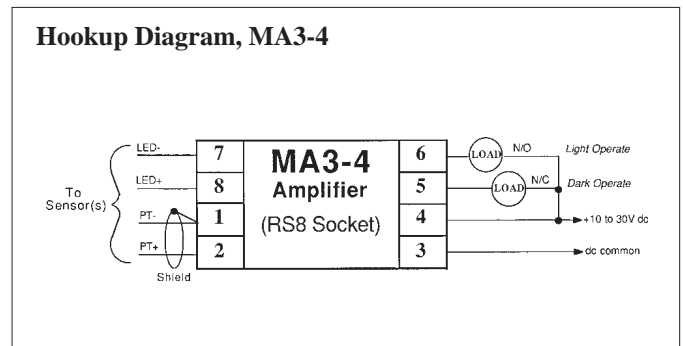 Hookup Diagram, MA3-4
LED- 7 MA3-4 6 LOAD N/O Light Operate
LED+ 8 Amplifier 5 LOAD N/C Dark Operate
To
Sensor(s)
PT- 1 (RS8 Socket) 4 +10 to 30V dc
PT+ 2 3 dc common
Shield